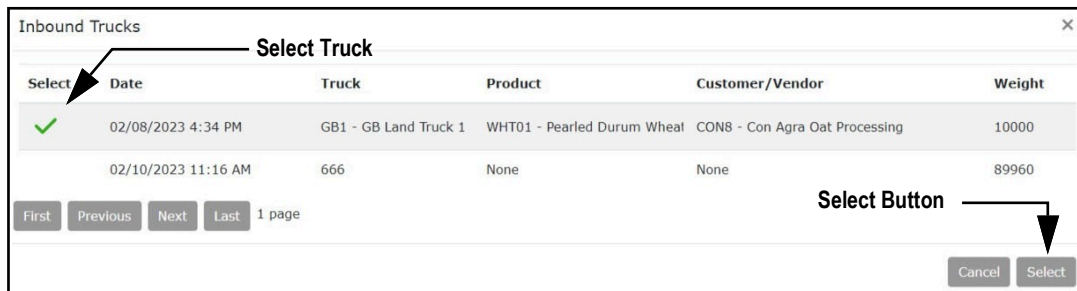 Inbound Trucks ×
Select Truck
Select Date Truck Product Customer/Vendor Weight
02/08/2023 4:34 PM GB1 - GB Land Truck 1 WHT01 - Pearled Durum Wheat CON8 - Con Agra Oat Processing 10000
02/10/2023 11:16 AM 666 None None 89960
Select Button
First Previous Next Last 1 page
Cancel Select